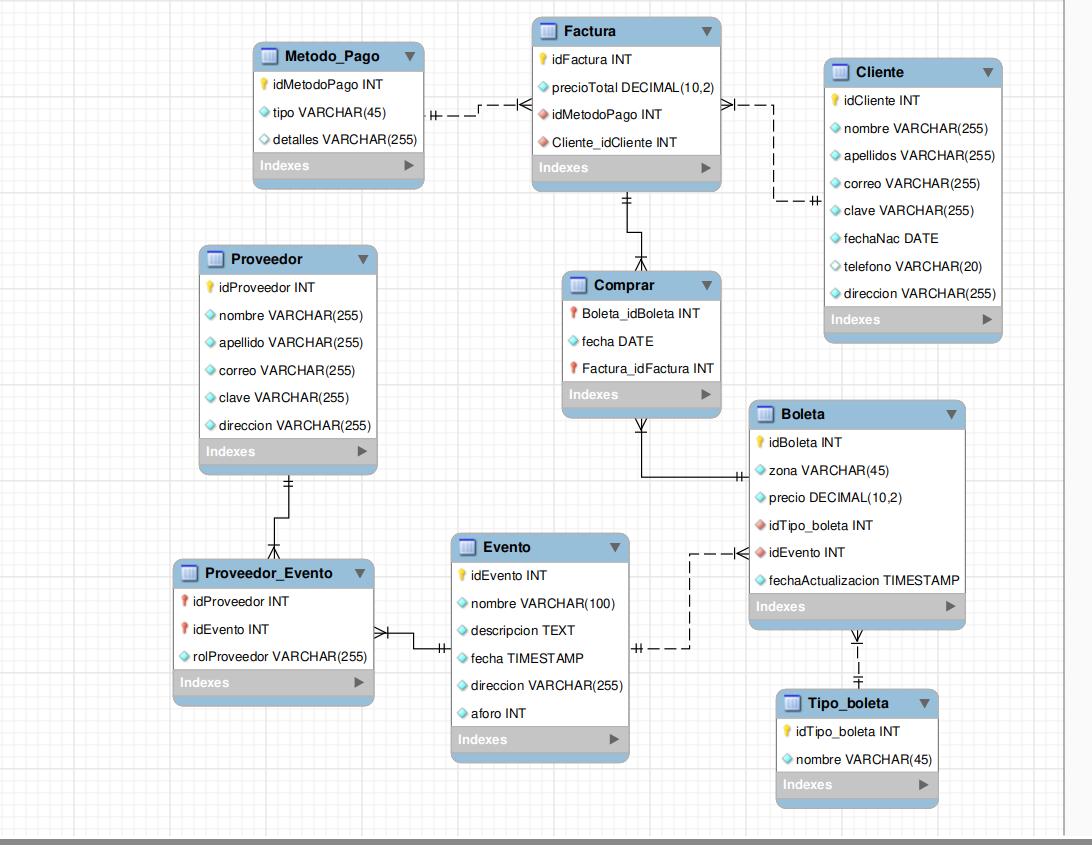 Metodo_Pago
idMetodoPago INT
tipo VARCHAR(45)
detalles VARCHAR(255)
Indexes
Factura
idFactura INT
precioTotal DECIMAL(10,2)
idMetodoPago INT
Cliente_idCliente INT
Indexes
Cliente
idCliente INT
nombre VARCHAR(255)
apellidos VARCHAR(255)
correo VARCHAR(255)
clave VARCHAR(255)
fechaNac DATE
telefono VARCHAR(20)
direccion VARCHAR(255)
Indexes
Proveedor
idProveedor INT
nombre VARCHAR(255)
apellido VARCHAR(255)
correo VARCHAR(255)
clave VARCHAR(255)
direccion VARCHAR(255)
Indexes
Comprar
Boleta_idBoleta INT
fecha DATE
Factura_idFactura INT
Indexes
Boleta
idBoleta INT
zona VARCHAR(45)
precio DECIMAL(10,2)
idTipo_boleta INT
idEvento INT
fechaActualizacion TIMESTAMP
Indexes
Proveedor_Evento
idProveedor INT
idEvento INT
rolProveedor VARCHAR(255)
Indexes
Evento
idEvento INT
nombre VARCHAR(100)
descripcion TEXT
fecha TIMESTAMP
direccion VARCHAR(255)
aforo INT
Indexes
Tipo_boleta
idTipo_boleta INT
nombre VARCHAR(45)
Indexes